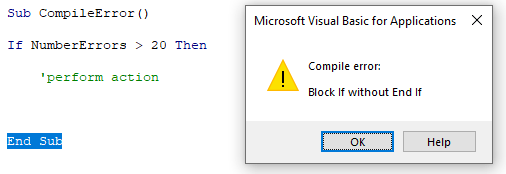 Sub CompileError()
If NumberErrors > 20 Then
'perform action
End Sub
Microsoft Visual Basic for Applications
Compile error:
Block If without End If
OK
Help